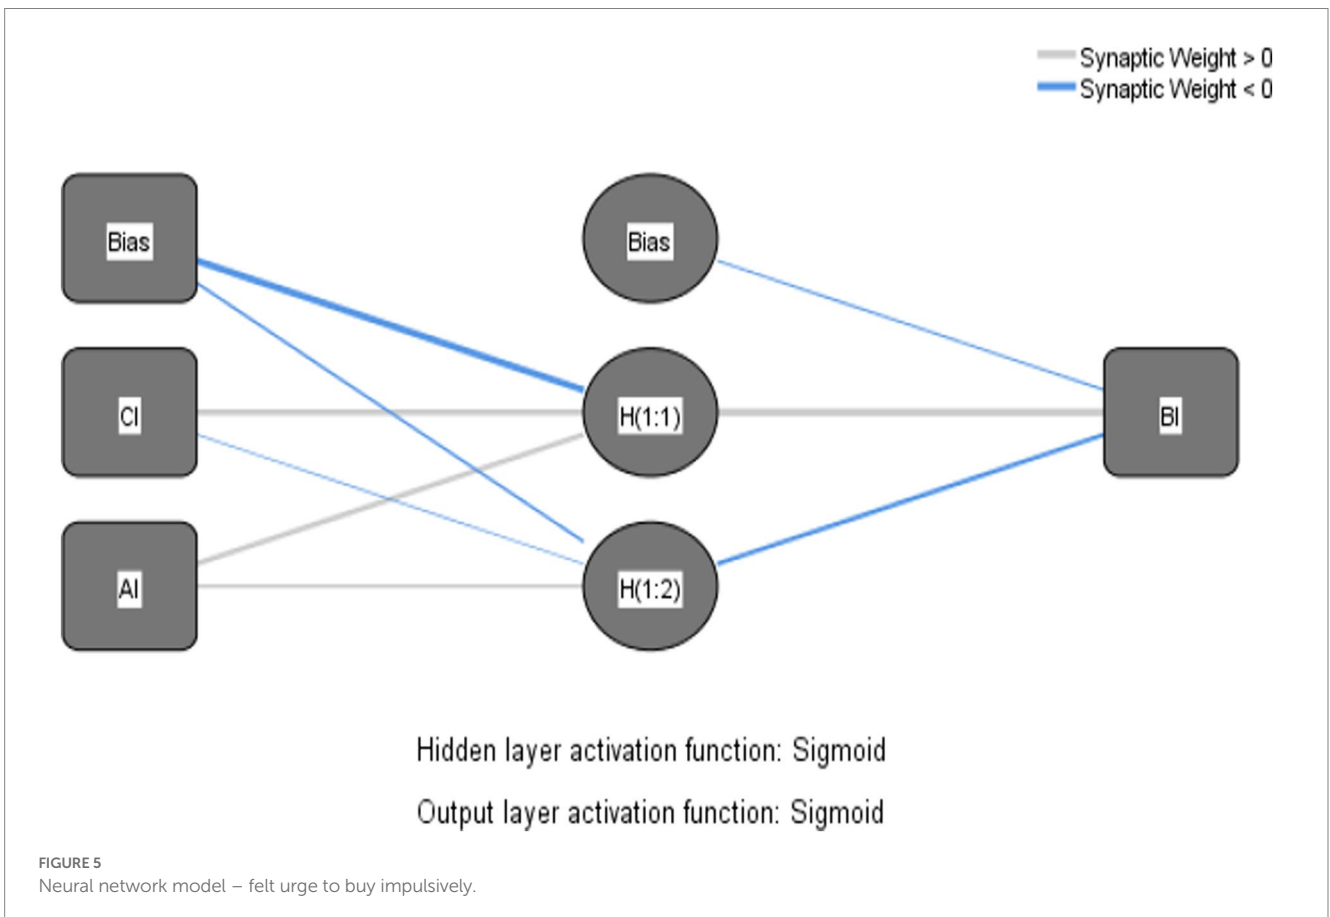 Synaptic Weight > 0
Synaptic Weight < 0
Bias
Bias
CI
H(1:1)
BI
AI
H(1:2)
Hidden layer activation function: Sigmoid
Output layer activation function: Sigmoid
FIGURE 5
Neural network model – felt urge to buy impulsively.